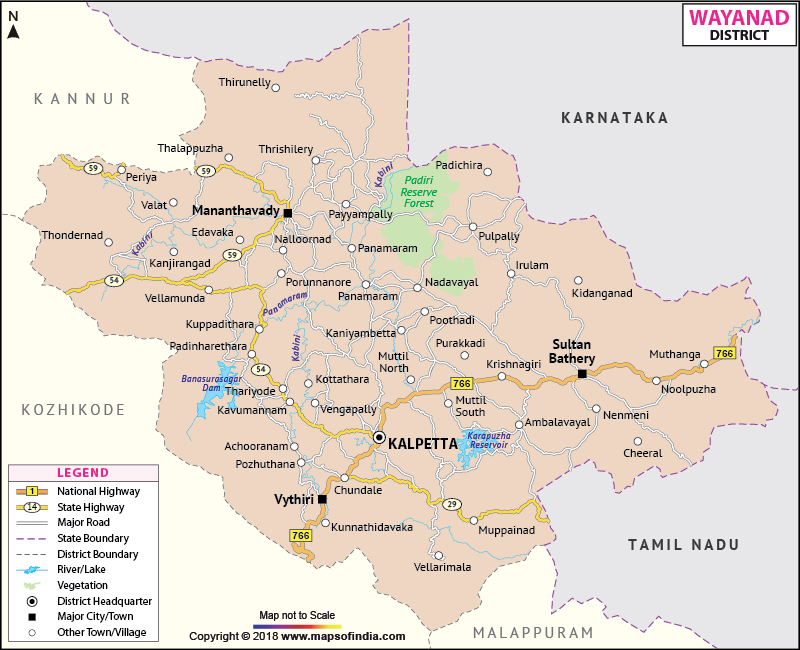 N
WAYANAD
DISTRICT
KANNUR
KARNATAKA
Thirunelly
Thalappuzha
Thrishilery
59
59
Periya
Kabini
Padichira
Padiri
Reserve
Forest
Valat
Mananthavady
Payyampally
Thondernad
Kabini
Edavaka
Nalloornad
Panamaram
Pulpally
Kanjirangad
59
54
Porunnanore
Irulam
Vellamunda
Panamaram
Panamaram
Nadavayal
Kidanganad
Kuppadithara
Poothadi
Kaniyambetta
Padinharethara
Kabini
Purakkadi
Sultan
Bathery
Muthanga
766
Muttil
North
Krishnagiri
54
Banasurasagar
Dam
Kottathara
766
Noolpuzha
Thariyode
Kavumannam
Vengapally
Muttil
South
Nenmeni
KOZHIKODE
Ambalavayal
KALPETTA
Karapuzha
Reservoir
Achooranam
Cheeral
Pozhuthana
Chundale
Vythiri
29
Kunnathidavaka
Muppainad
766
TAMIL NADU
Vellarimala
MALAPPURAM
LEGEND
1 National Highway
14 State Highway
Major Road
State Boundary
District Boundary
River/Lake
Vegetation
District Headquarter
Major City/Town
Other Town/Village
Map not to Scale
Copyright © 2018 www.mapsofindia.com